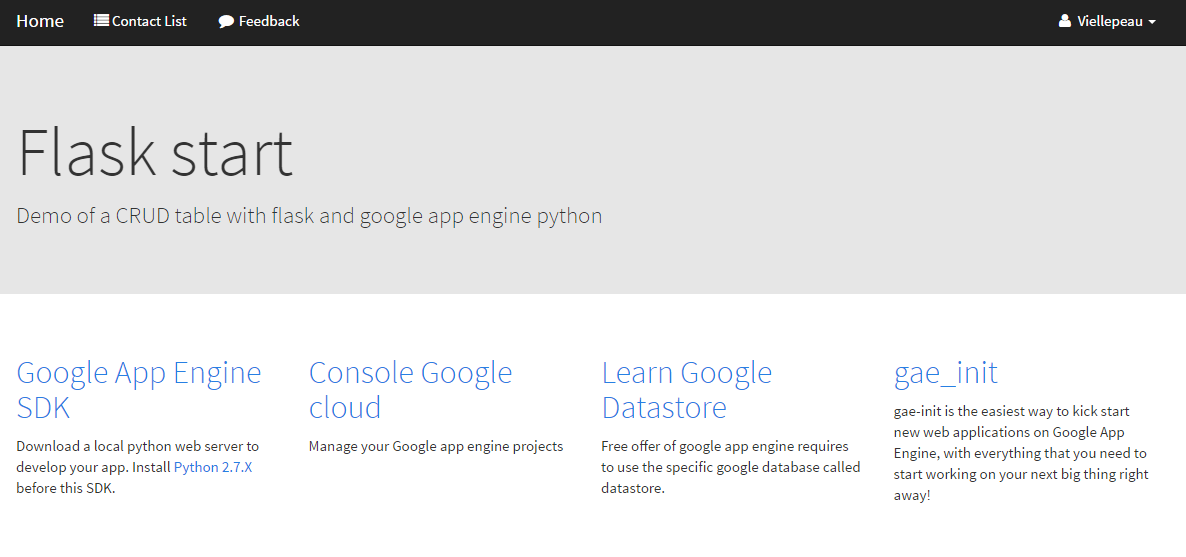 Home Contact List Feedback Viellepeau
Flask start
Demo of a CRUD table with flask and google app engine python
Google App Engine
SDK
Download a local python web server to
develop your app. Install Python 2.7.X
before this SDK.
Console Google
cloud
Manage your Google app engine projects
Learn Google
Datastore
Free offer of google app engine requires
to use the specific google database called
datastore.
gae_init
gae-init is the easiest way to kick start
new web applications on Google App
Engine, with everything that you need to
start working on your next big thing right
away!